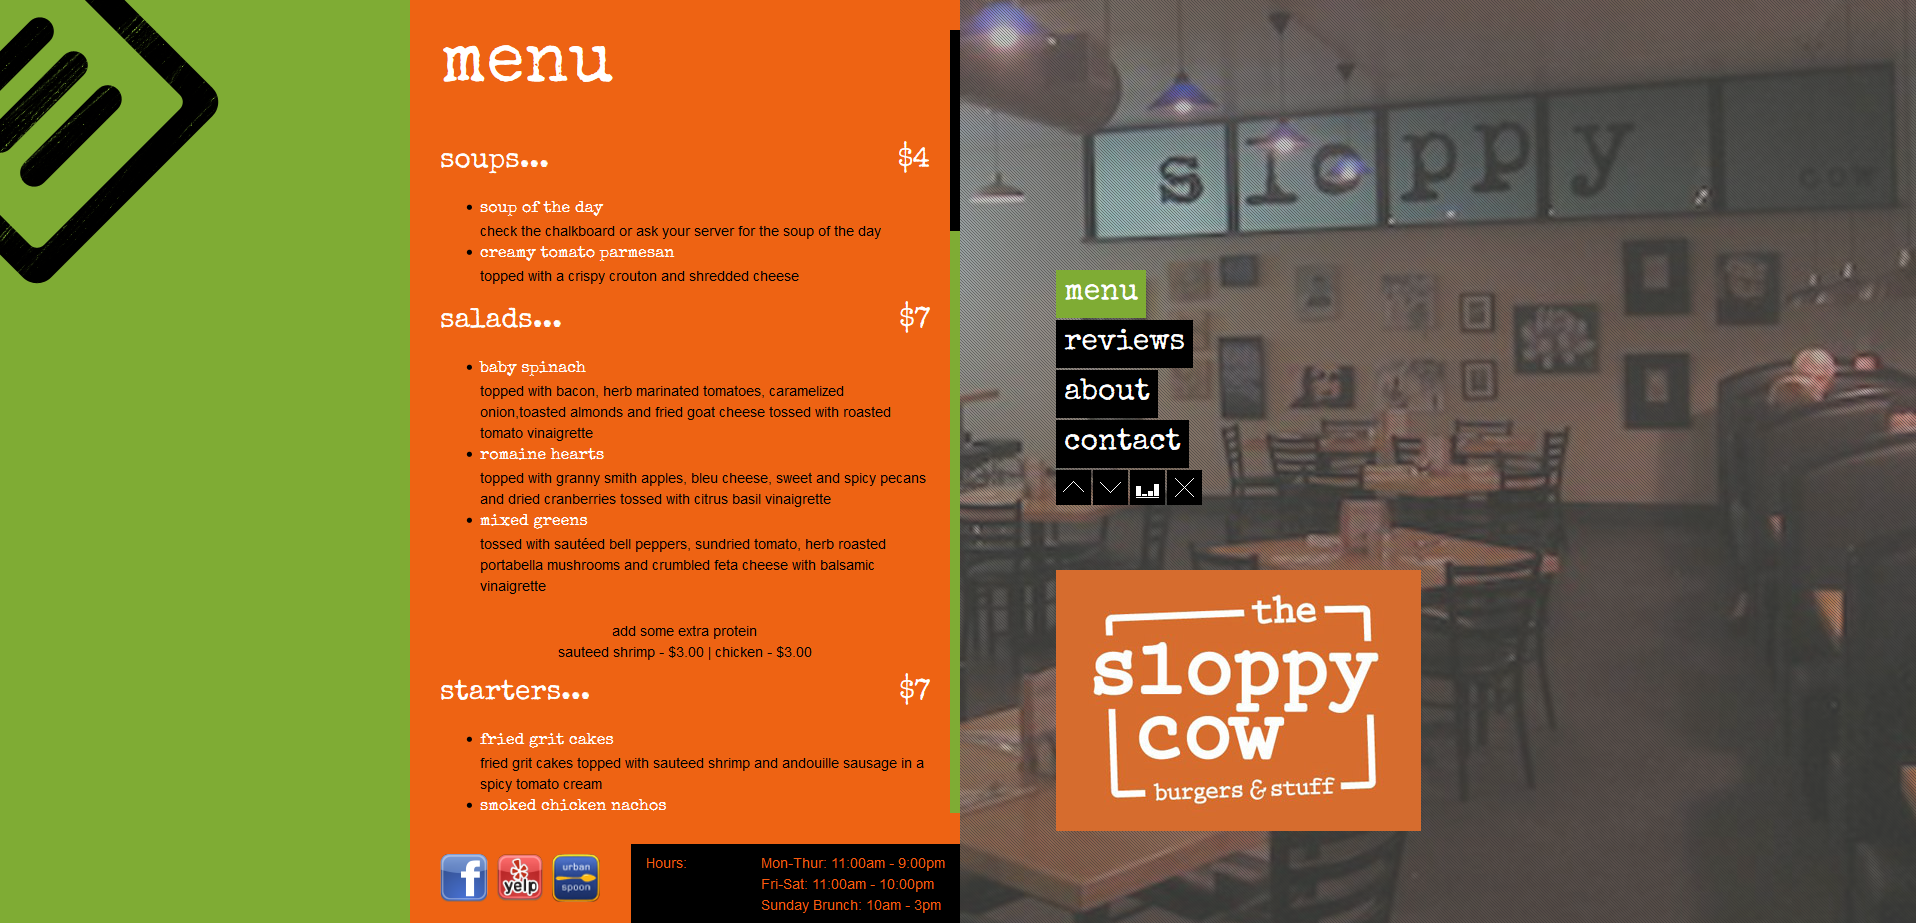 menu
soups... $4
soup of the day
check the chalkboard or ask your server for the soup of the day
creamy tomato parmesan
topped with a crispy crouton and shredded cheese
salads... $7
baby spinach
topped with bacon, herb marinated tomatoes, caramelized
onion,toasted almonds and fried goat cheese tossed with roasted
tomato vinaigrette
romaine hearts
topped with granny smith apples, bleu cheese, sweet and spicy pecans
and dried cranberries tossed with citrus basil vinaigrette
mixed greens
tossed with sautéed bell peppers, sundried tomato, herb roasted
portabella mushrooms and crumbled feta cheese with balsamic
vinaigrette
add some extra protein
sauteed shrimp - $3.00 | chicken - $3.00
starters... $7
fried grit cakes
fried grit cakes topped with sauteed shrimp and andouille sausage in a
spicy tomato cream
smoked chicken nachos
f
yelp
urban
spoon
Hours: Mon-Thur: 11:00am - 9:00pm
Fri-Sat: 11:00am - 10:00pm
Sunday Brunch: 10am - 3pm
sloppy
cow
menu
reviews
about
contact
the
sloppy
cow
burgers & stuff